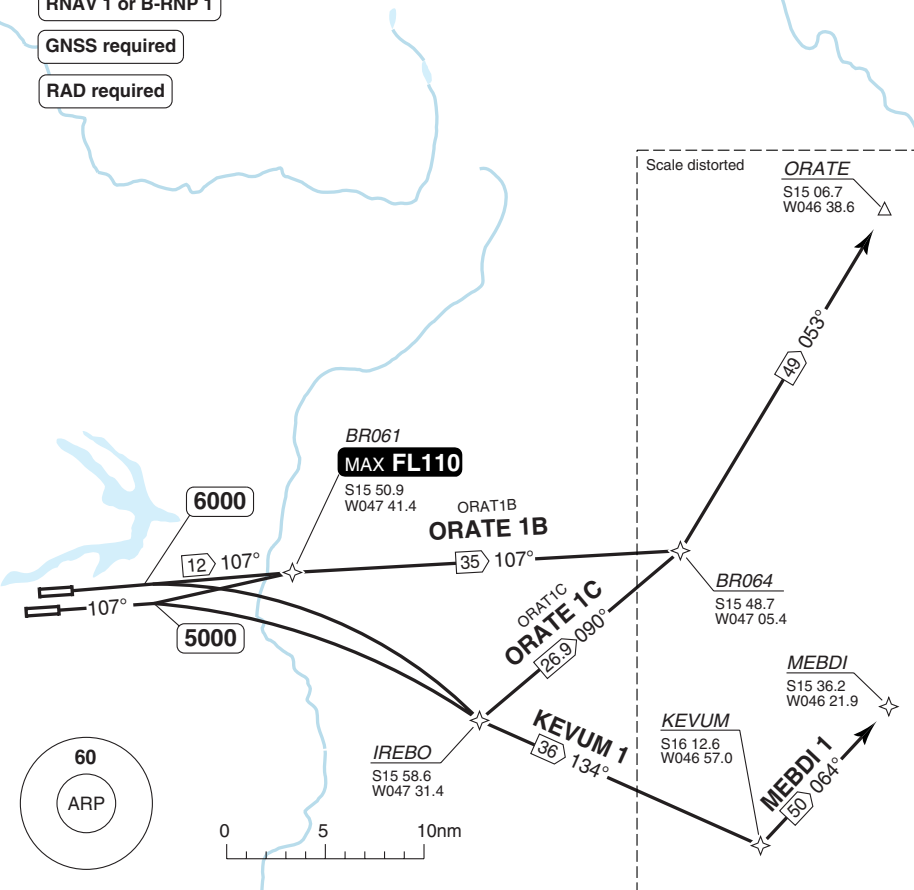 RNAV 1 or B-RNP 1
GNSS required
RAD required
Scale distorted
ORATE
S15 06.7
W046 38.6
49 053°
BR061
MAX FL110
S15 50.9
W047 41.4
6000
12 107°
ORAT1B
ORATE 1B
35 107°
107°
5000
BR064
S15 48.7
W047 05.4
ORAT1C
ORATE 1C
26.9 090°
MEBDI
S15 36.2
W046 21.9
IREBO
S15 58.6
W047 31.4
KEVUM 1
36 134°
KEVUM
S16 12.6
W046 57.0
MEBDI 1
50 064°
60
ARP
0 5 10nm